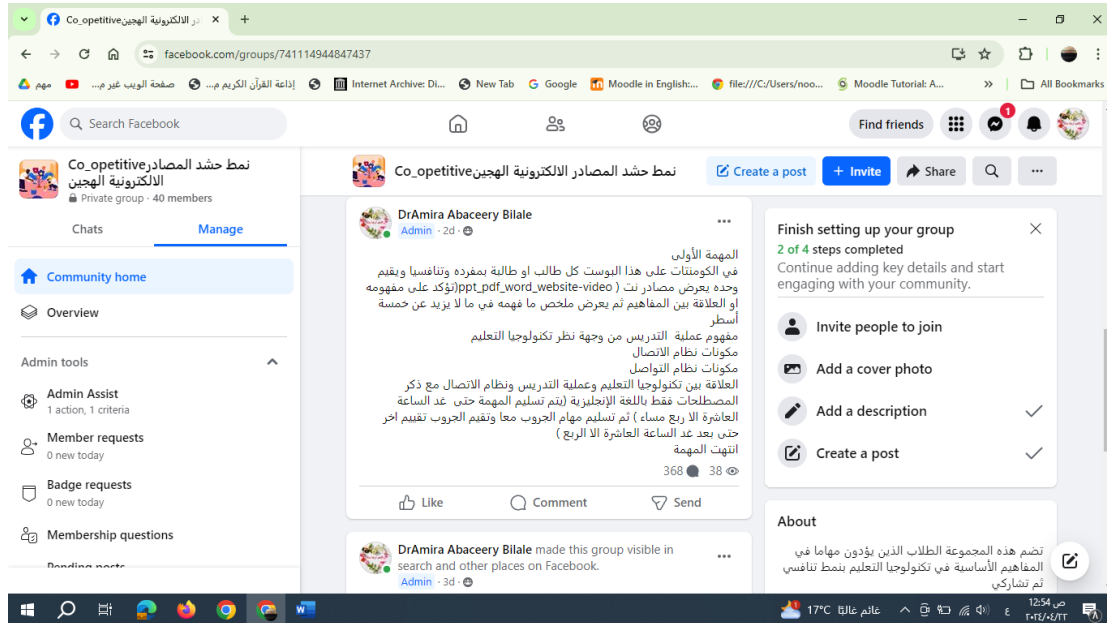 در الالكترونية الهجينCo_opetitive
facebook.com/groups/741114944847437
مهم
صفحة الويب غير م...
إذاعة القرآن الكريم م...
Internet Archive: Di...
New Tab
Google
Moodle in English:...
file:///C:/Users/noo...
Moodle Tutorial: A...
»
All Bookmarks
Search Facebook
Find friends
1
نمط حشد المصادرCo_opetitive
الالكترونية الهجين
Private group · 40 members
Chats
Manage
Community home
Overview
Admin tools
Admin Assist
1 action, 1 criteria
Member requests
0 new today
Badge requests
0 new today
Membership questions
Pending posts
نمط حشد المصادر الالكترونية الهجينCo_opetitive
Create a post
+ Invite
Share
DrAmira Abaceery Bilale
Admin · 2d ·
المهمة الأولى
في الكومنتات على هذا البوست كل طالب او طالبة بمفرده وتنافسيا ويقيم
وحده يعرض مصادر نت ( ppt_pdf_word_website-video)تؤكد على مفهومه
او العلاقة بين المفاهيم ثم يعرض ملخص ما فهمه في ما لا يزيد عن خمسة
أسطر
مفهوم عملية التدريس من وجهة نظر تكنولوجيا التعليم
مكونات نظام الاتصال
مكونات نظام التواصل
العلاقة بين تكنولوجيا التعليم وعملية التدريس ونظام الاتصال مع ذكر
المصطلحات فقط باللغة الإنجليزية (يتم تسليم المهمة حتى غد الساعة
العاشرة الا ربع مساء ) ثم تسليم مهام الجروب معا وتقيم الجروب تقييم اخر
حتى بعد غد الساعة العاشرة الا الربع )
انتهت المهمة
368
38
Like
Comment
Send
DrAmira Abaceery Bilale made this group visible in
search and other places on Facebook.
Admin · 3d ·
Finish setting up your group
2 of 4 steps completed
Continue adding key details and start
engaging with your community.
Invite people to join
Add a cover photo
Add a description
Create a post
About
تضم هذه المجموعة الطلاب الذين يؤدون مهاما في
المفاهيم الأساسية في تكنولوجيا التعليم بنمط تنافسي
ثم تشاركي
17°C غائم غالبًا
ع
12:54 ص
٢٠٢٤/٠٤/٢٢